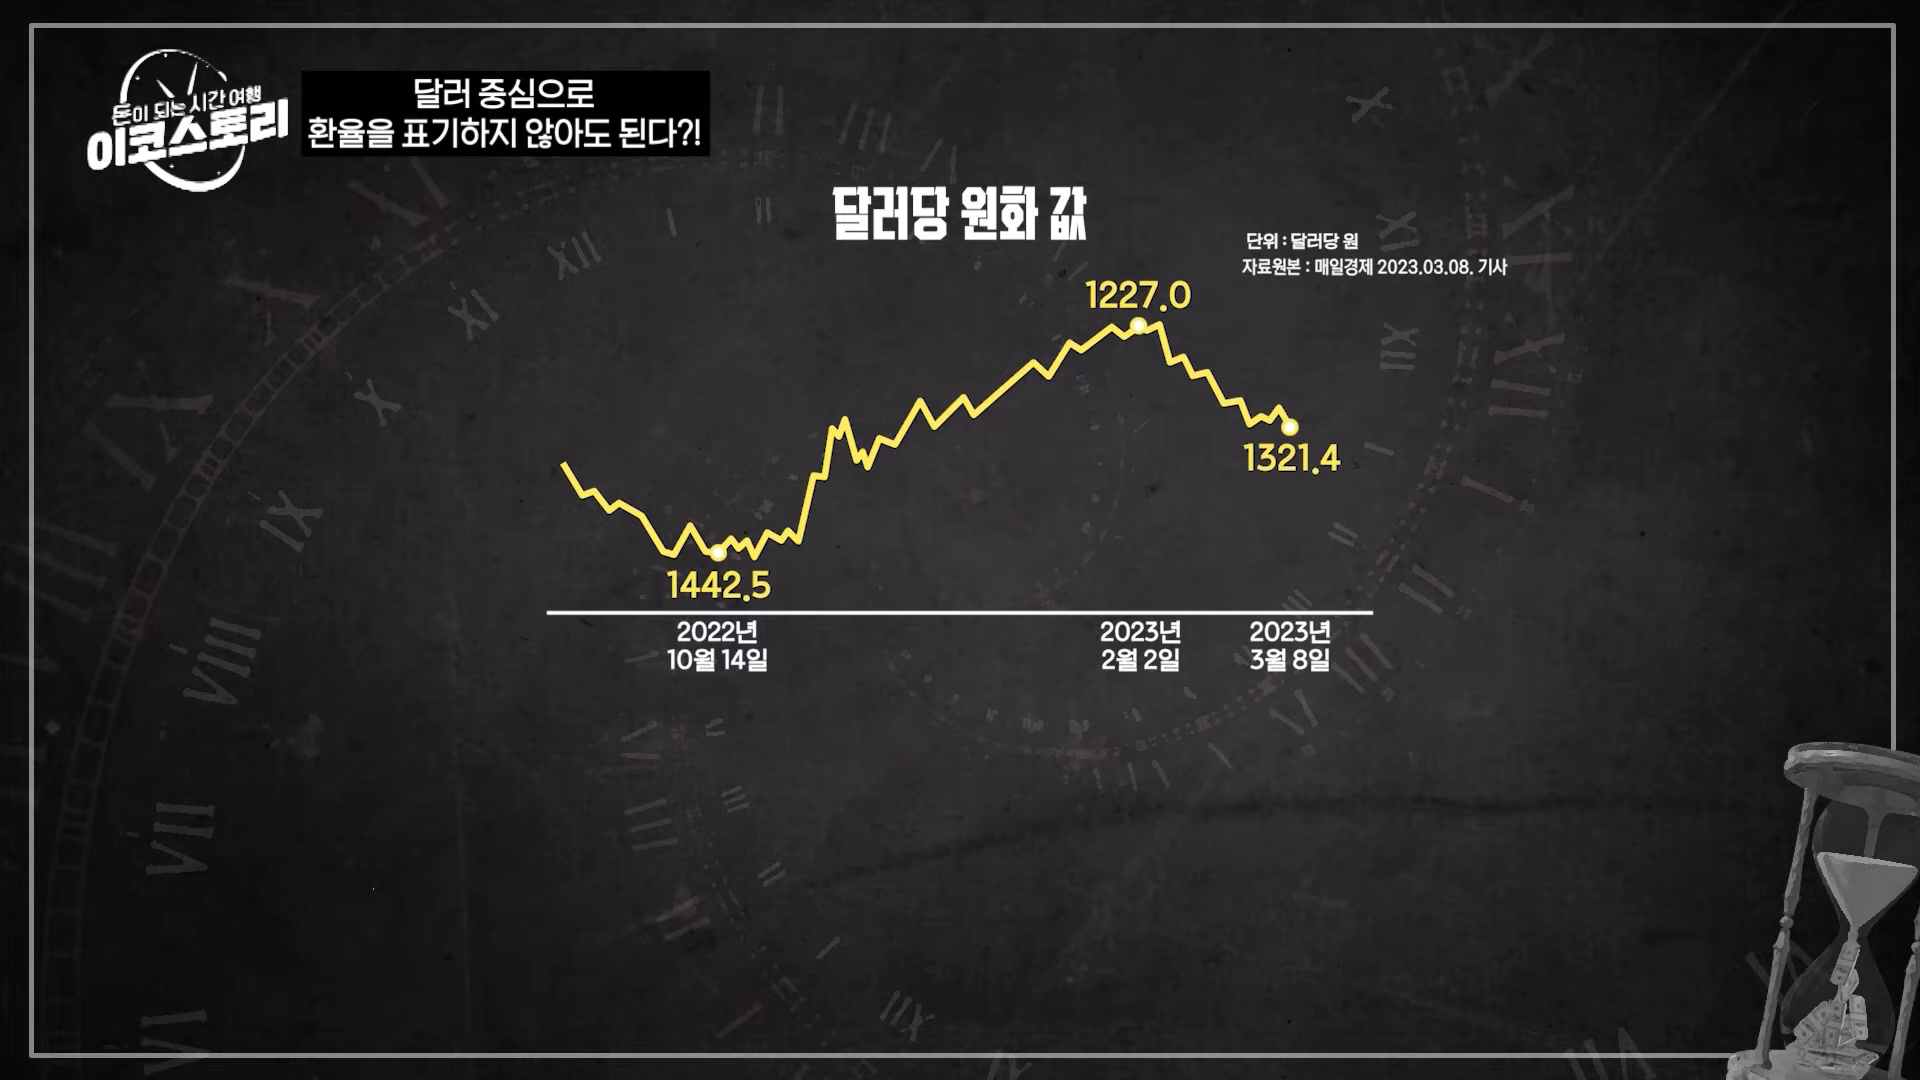 돈이 되는 시간 여행
이코스토리
달러 중심으로
환율을 표기하지 않아도 된다?!
달러당 원화 값
단위 : 달러당 원
자료원본 : 매일경제 2023.03.08. 기사
1227.0
1321.4
1442.5
2022년
10월 14일
2023년
2월 2일
2023년
3월 8일